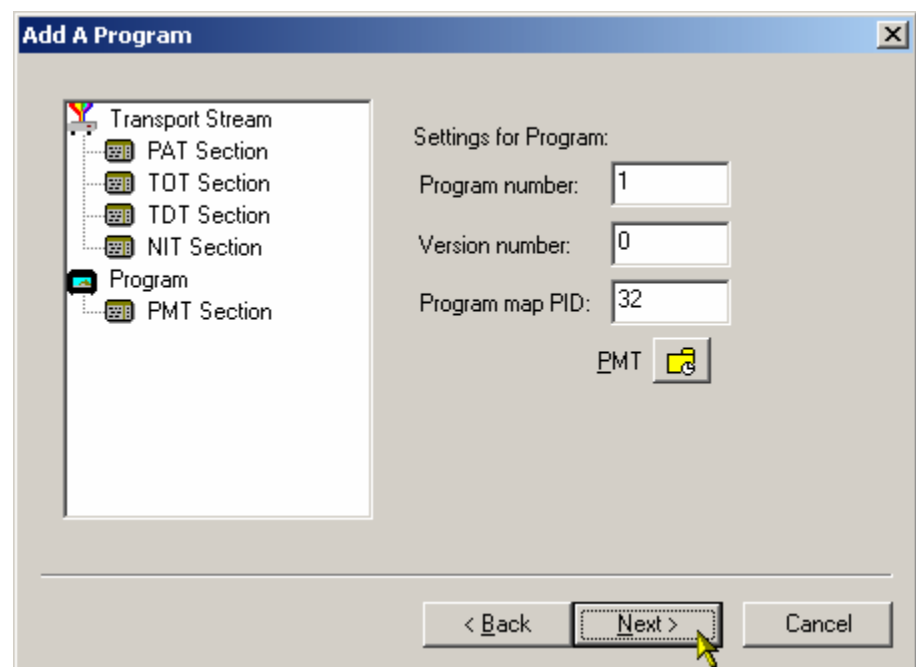 Add A Program
Transport Stream
PAT Section
TOT Section
TDT Section
NIT Section
Program
PMT Section
Settings for Program:
Program number: 1
Version number: 0
Program map PID: 32
PMT
< Back Next > Cancel